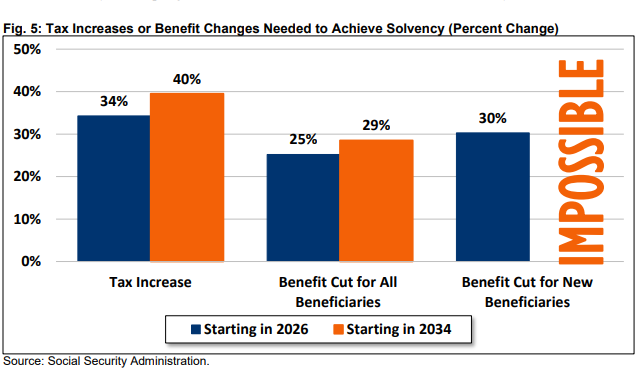 Fig. 5: Tax Increases or Benefit Changes Needed to Achieve Solvency (Percent Change)
50%
40%
30%
20%
10%
0%
34%
40%
25%
29%
30%
IMPOSSIBLE
Tax Increase
Benefit Cut for All
Beneficiaries
Benefit Cut for New
Beneficiaries
Starting in 2026
Starting in 2034
Source: Social Security Administration.